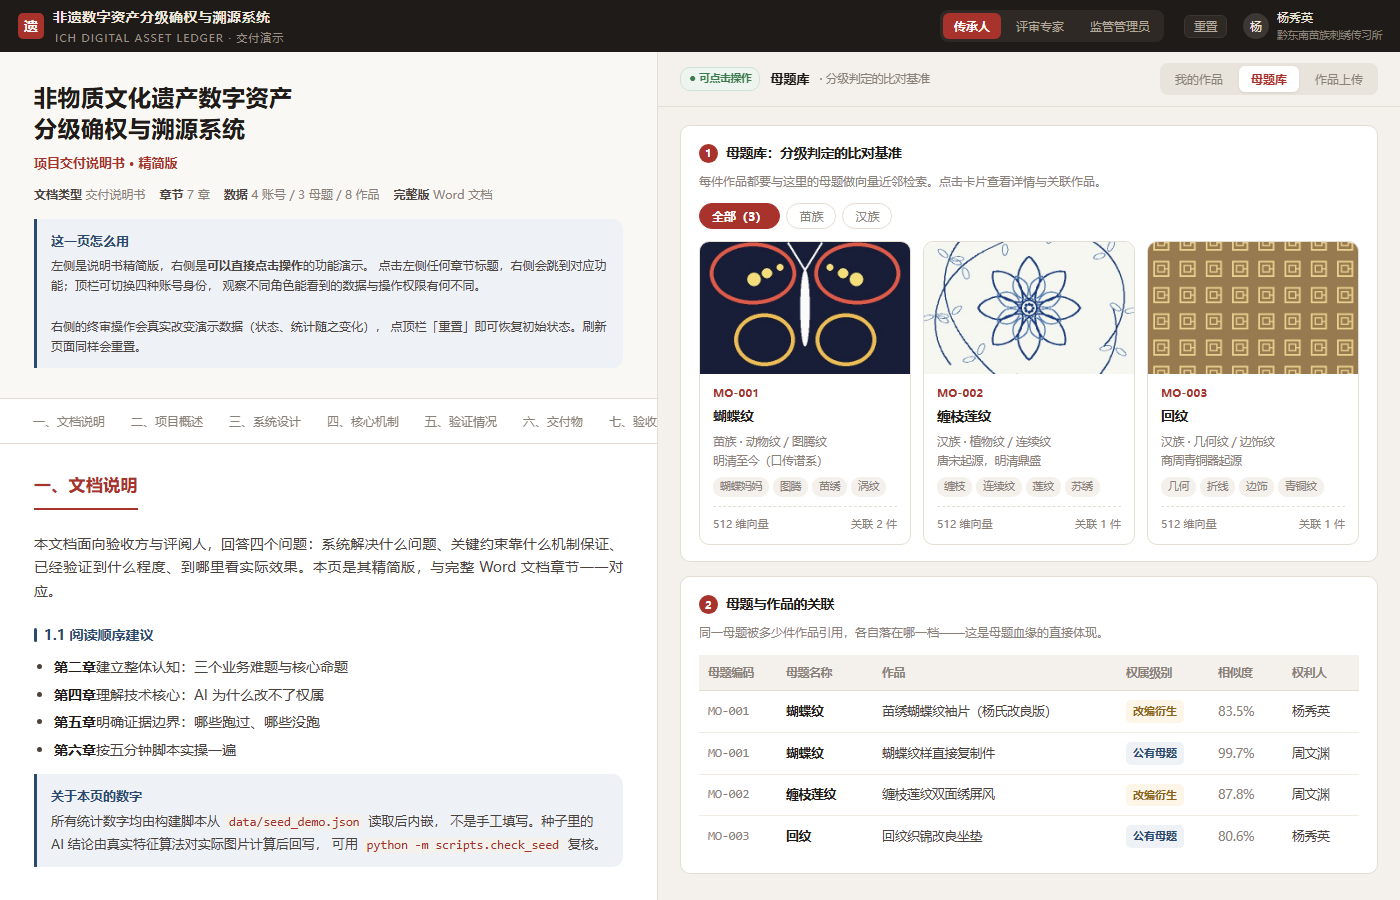 遗
非遗数字资产分级确权与溯源系统
ICH DIGITAL ASSET LEDGER · 交付演示
传承人
评审专家
监管管理员
重置
杨
杨秀英
黔东南苗族刺绣传习所
非物质文化遗产数字资产
分级确权与溯源系统
项目交付说明书 • 精简版
文档类型 交付说明书 章节 7 章 数据 4 账号 / 3 母题 / 8 作品 完整版 Word 文档
这一页怎么用
左侧是说明书精简版，右侧是可以直接点击操作的功能演示。 点击左侧任何章节标题，右侧会跳到对应功
能；顶栏可切换四种账号身份， 观察不同角色能看到的数据与操作权限有何不同。
右侧的终审操作会真实改变演示数据（状态、统计随之变化）， 点顶栏「重置」即可恢复初始状态。刷新
页面同样会重置。
一、文档说明
二、项目概述
三、系统设计
四、核心机制
五、验证情况
六、交付物
七、验收
一、文档说明
本文档面向验收方与评阅人，回答四个问题：系统解决什么问题、关键约束靠什么机制保证、
已经验证到什么程度、到哪里看实际效果。本页是其精简版，与完整 Word 文档章节一一对
应。
1.1 阅读顺序建议
• 第二章建立整体认知：三个业务难题与核心命题
• 第四章理解技术核心：AI 为什么改不了权属
• 第五章明确证据边界：哪些跑过、哪些没跑
• 第六章按五分钟脚本实操一遍
关于本页的数字
所有统计数字均由构建脚本从 data/seed_demo.json 读取后内嵌， 不是手工填写。种子里的
AI 结论由真实特征算法对实际图片计算后回写， 可用 python -m scripts.check_seed 复核。
● 可点击操作
母题库
· 分级判定的比对基准
我的作品
母题库
作品上传
1 母题库：分级判定的比对基准
每件作品都要与这里的母题做向量近邻检索。点击卡片查看详情与关联作品。
全部（3）
苗族
汉族
MO-001
蝴蝶纹
苗族 · 动物纹 / 图腾纹
明清至今（口传谱系）
蝴蝶妈妈 图腾 苗绣 涡纹
512 维向量 关联 2 件
MO-002
缠枝莲纹
汉族 · 植物纹 / 连续纹
唐宋起源，明清鼎盛
缠枝 连续纹 莲纹 苏绣
512 维向量 关联 1 件
MO-003
回纹
汉族 · 几何纹 / 边饰纹
商周青铜器起源
几何 折线 边饰 青铜纹
512 维向量 关联 1 件
2 母题与作品的关联
同一母题被多少件作品引用，各自落在哪一档——这是母题血缘的直接体现。
母题编码 母题名称 作品 权属级别 相似度 权利人
MO-001 蝴蝶纹 苗绣蝴蝶纹袖片（杨氏改良版） 改编衍生 83.5% 杨秀英
MO-001 蝴蝶纹 蝴蝶纹样直接复制件 公有母题 99.7% 周文渊
MO-002 缠枝莲纹 缠枝莲纹双面绣屏风 改编衍生 87.8% 周文渊
MO-003 回纹 回纹织锦改良坐垫 公有母题 80.6% 杨秀英